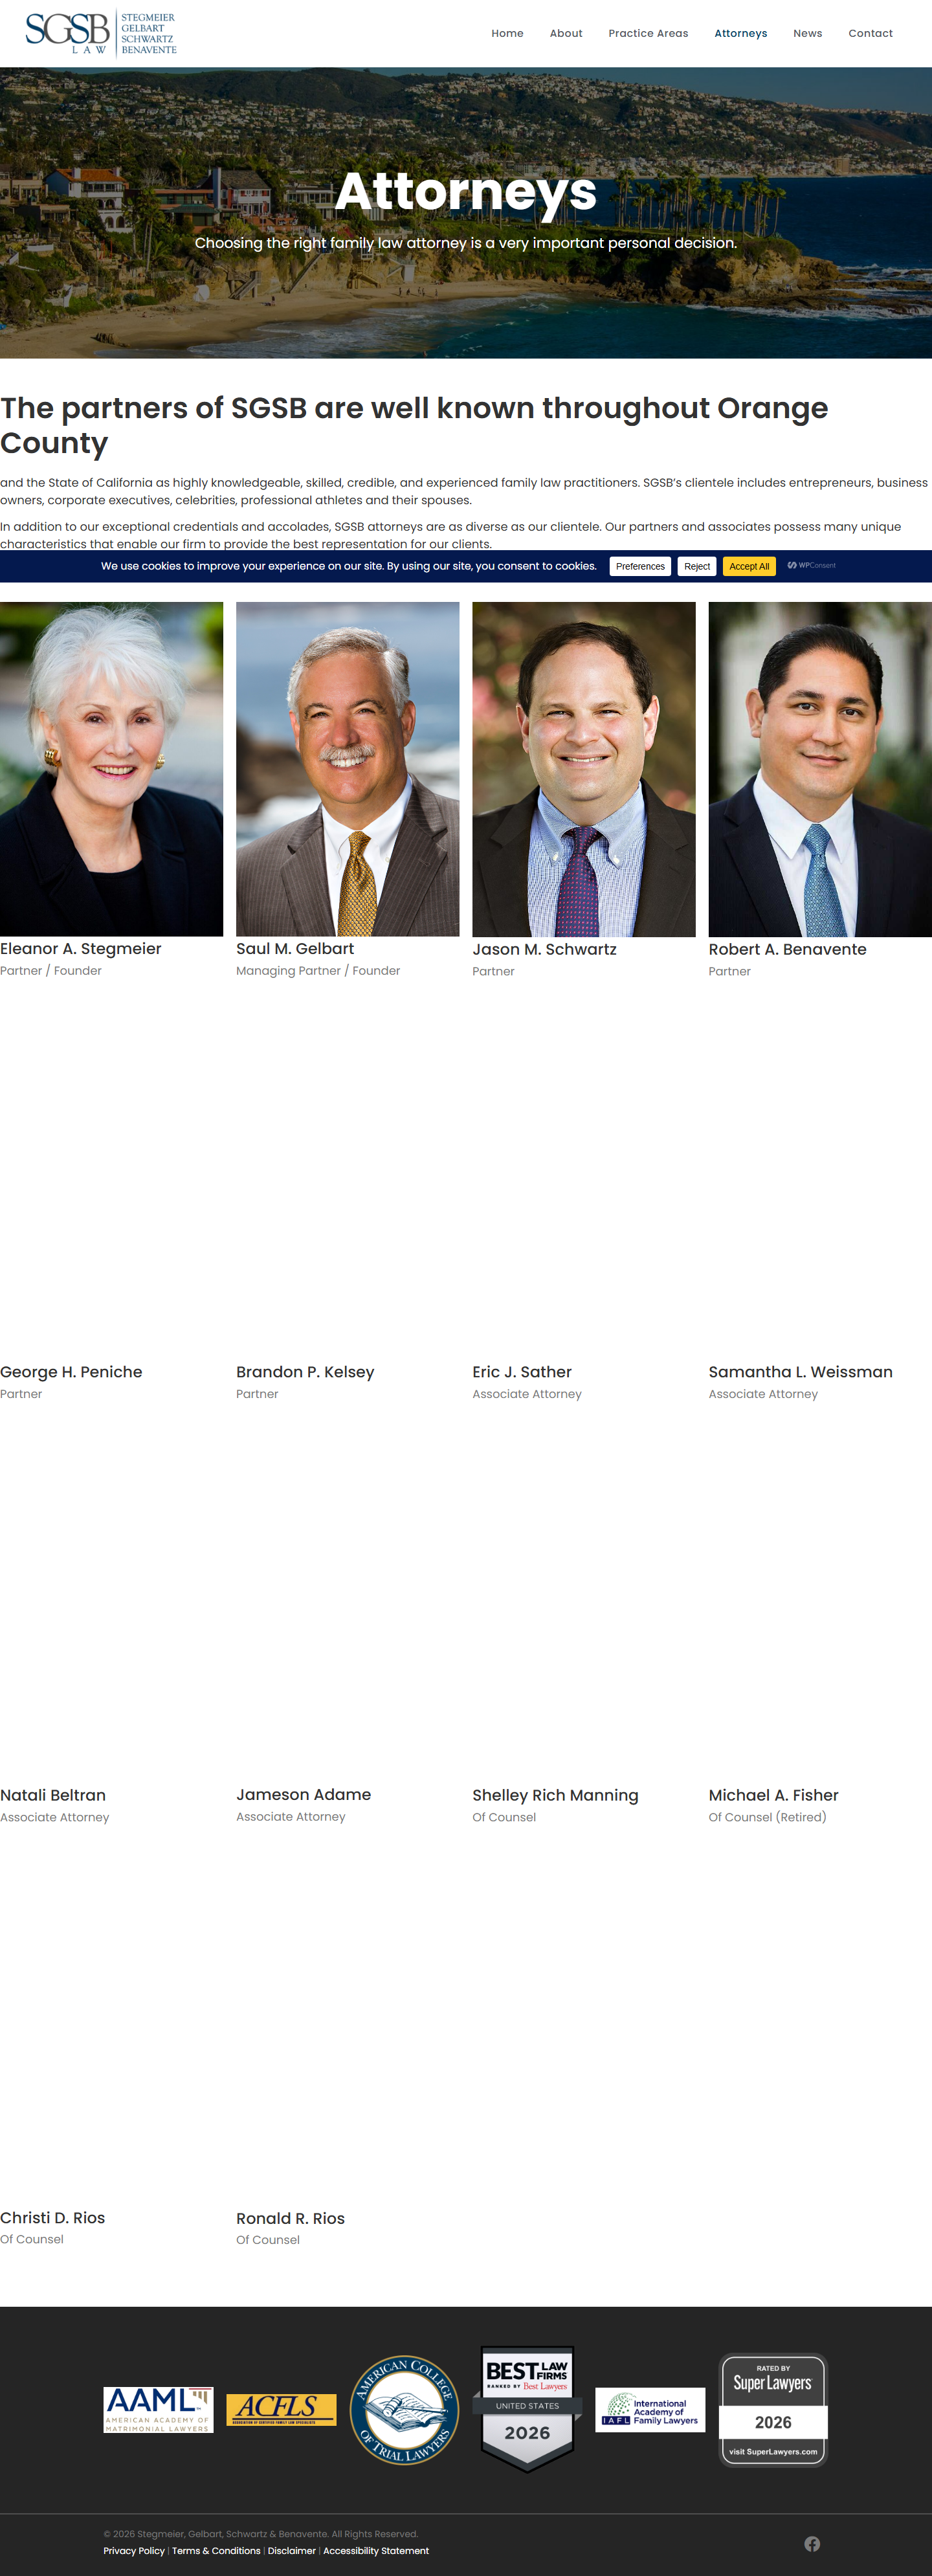 SGSB
LAW
STEGMEIER
GELBART
SCHWARTZ
BENAVENTE
Home
About
Practice Areas
Attorneys
News
Contact
Attorneys
Choosing the right family law attorney is a very important personal decision.
The partners of SGSB are well known throughout Orange
County
and the State of California as highly knowledgeable, skilled, credible, and experienced family law practitioners. SGSB’s clientele includes entrepreneurs, business
owners, corporate executives, celebrities, professional athletes and their spouses.
In addition to our exceptional credentials and accolades, SGSB attorneys are as diverse as our clientele. Our partners and associates possess many unique
characteristics that enable our firm to provide the best representation for our clients.
We use cookies to improve your experience on our site. By using our site, you consent to cookies.
Preferences
Reject
Accept All
WPConsent
Eleanor A. Stegmeier
Partner / Founder
Saul M. Gelbart
Managing Partner / Founder
Jason M. Schwartz
Partner
Robert A. Benavente
Partner
George H. Peniche
Partner
Brandon P. Kelsey
Partner
Eric J. Sather
Associate Attorney
Samantha L. Weissman
Associate Attorney
Natali Beltran
Associate Attorney
Jameson Adame
Associate Attorney
Shelley Rich Manning
Of Counsel
Michael A. Fisher
Of Counsel (Retired)
Christi D. Rios
Of Counsel
Ronald R. Rios
Of Counsel
AAML
AMERICAN ACADEMY OF
MATRIMONIAL LAWYERS
ACFLS
ASSOCIATION OF CERTIFIED FAMILY LAW SPECIALISTS
AMERICAN COLLEGE
OF TRIAL LAWYERS
BEST LAW
FIRMS
RANKED BY Best Lawyers
UNITED STATES
2026
International
Academy of
Family Lawyers
IAFL
RATED BY
Super Lawyers
2026
visit SuperLawyers.com
© 2026 Stegmeier, Gelbart, Schwartz & Benavente. All Rights Reserved.
Privacy Policy | Terms & Conditions | Disclaimer | Accessibility Statement